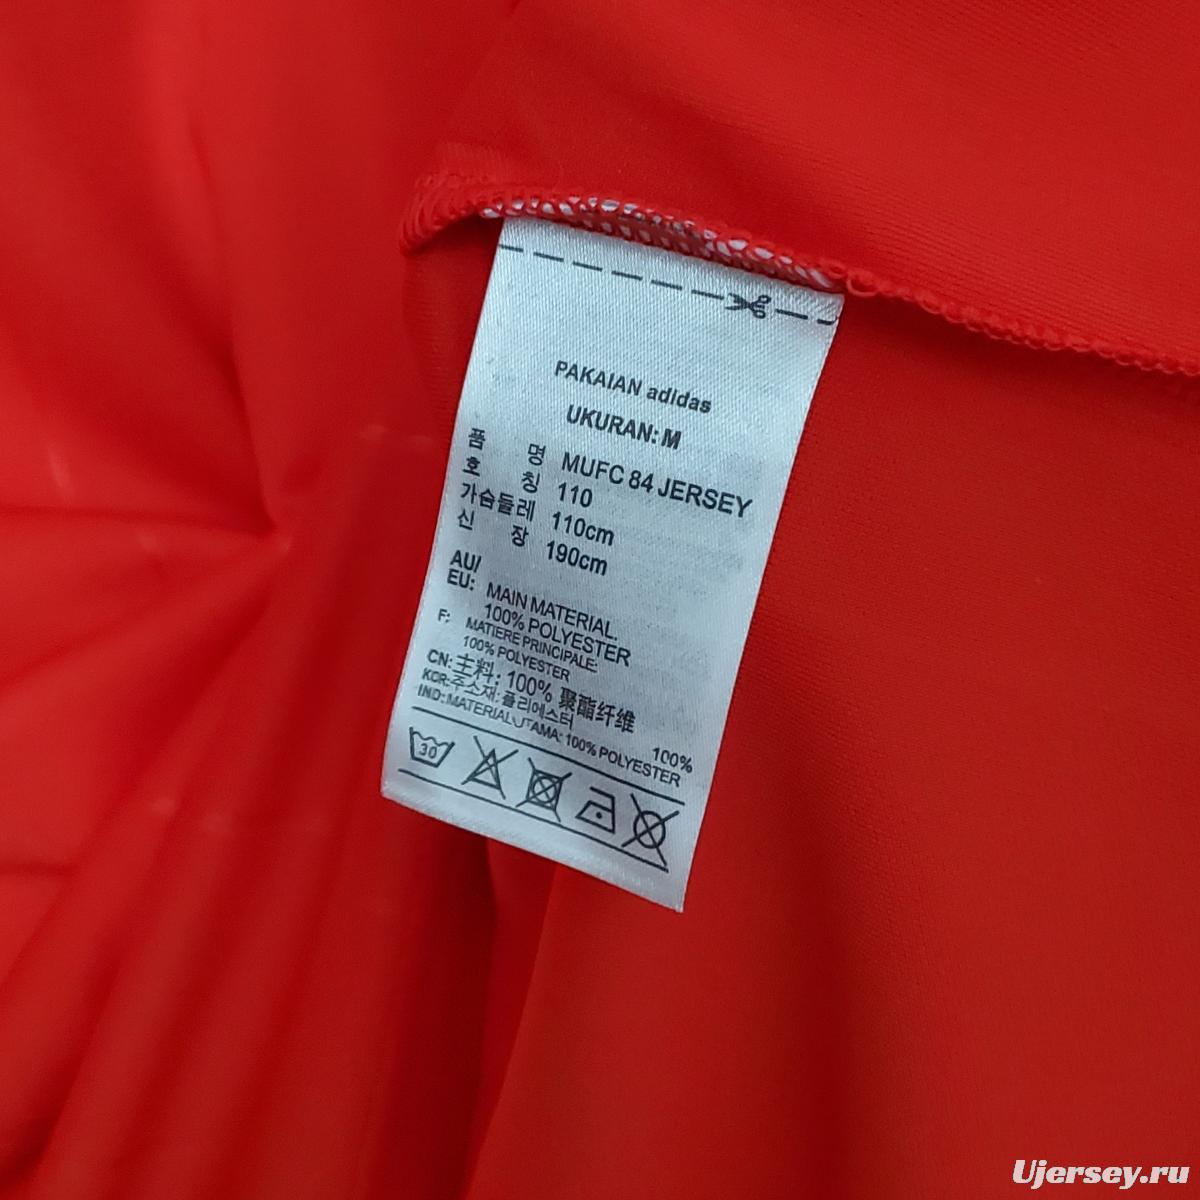 PAKAIAN adidas
UKURAN: M
품 명 MUFC 84 JERSEY
호 칭 110
가슴들레 110cm
신 장 190cm
AU/
EU: MAIN MATERIAL.
100% POLYESTER
F: MATIERE PRINCIPALE:
100% POLYESTER
CN: 主料: 100% 聚酯纤维
KOR: 주소재: 폴리에스터 100%
IND: MATERIAL UTAMA: 100% POLYESTER
30
Ujersey.ru